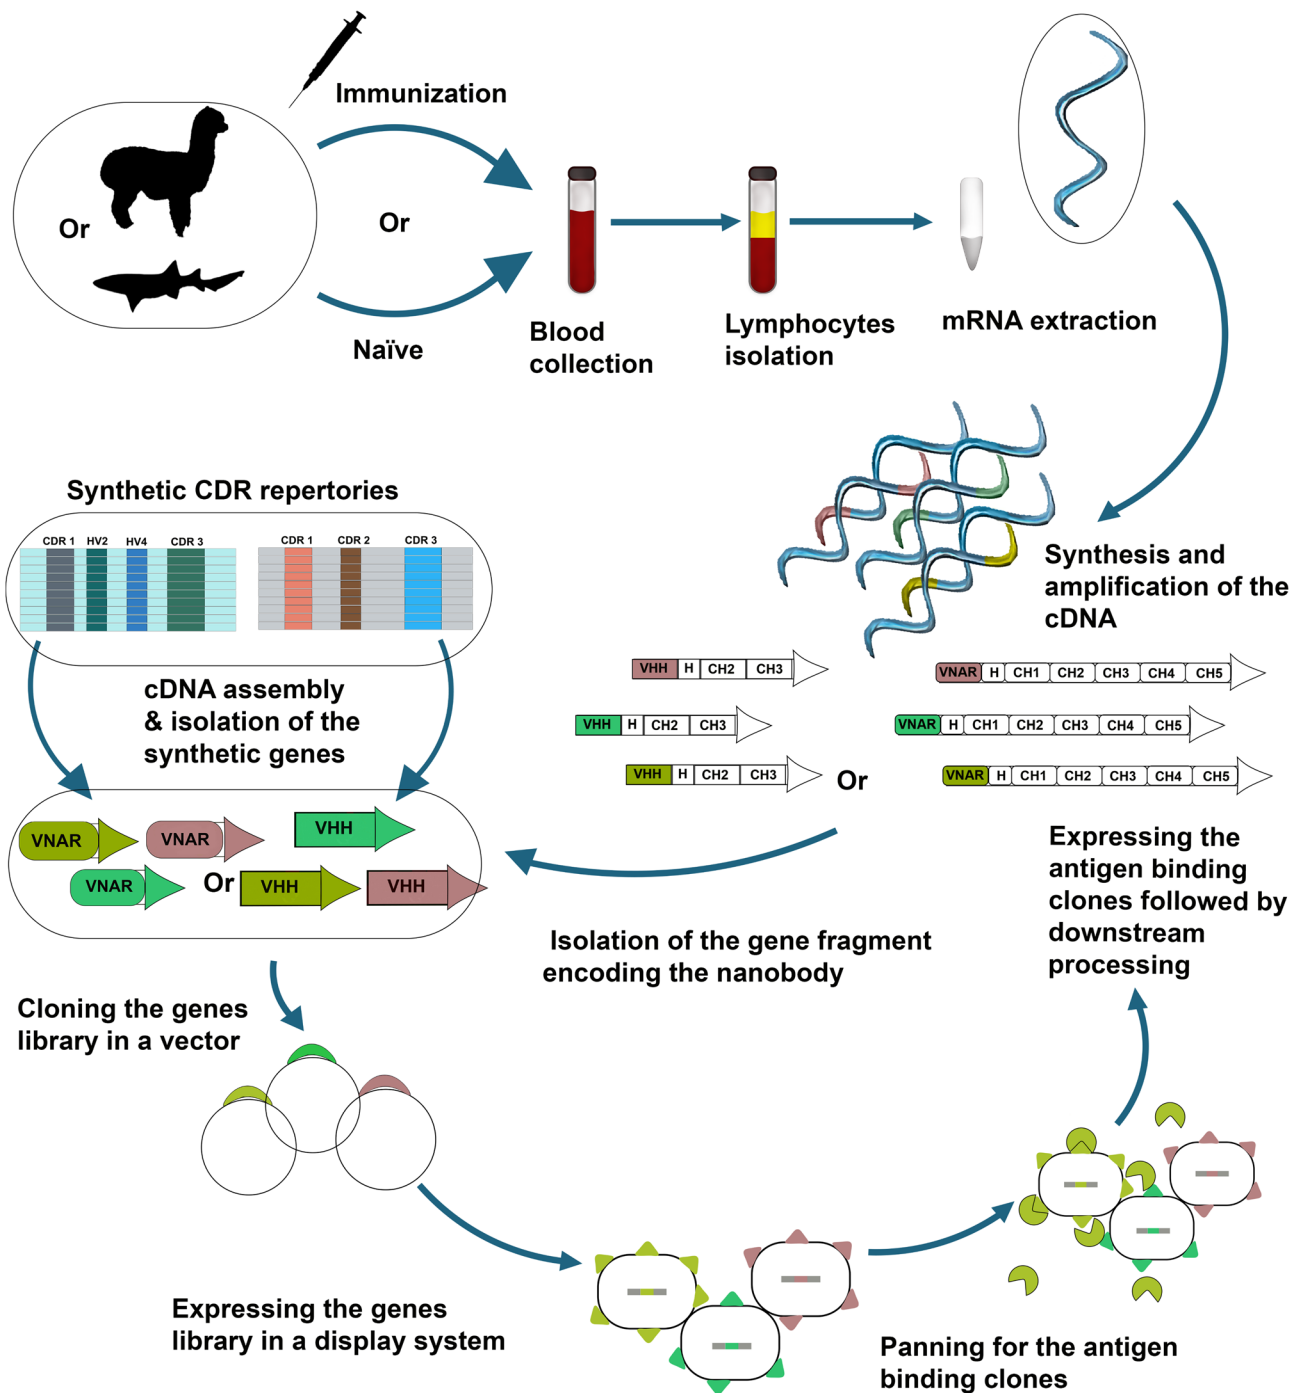 Immunization
Or
Or
Naïve
Blood
collection
Lymphocytes
isolation
mRNA extraction
Synthetic CDR repertories
CDR 1 HV2 HV4 CDR 3
CDR 1 CDR 2 CDR 3
Synthesis and
amplification of the
cDNA
cDNA assembly
& isolation of the
synthetic genes
VHH H CH2 CH3
VNAR H CH1 CH2 CH3 CH4 CH5
VHH H CH2 CH3
VNAR H CH1 CH2 CH3 CH4 CH5
VHH H CH2 CH3
Or
VNAR H CH1 CH2 CH3 CH4 CH5
VNAR
VNAR
VHH
VNAR
Or
VHH
VHH
Isolation of the gene fragment
encoding the nanobody
Expressing the
antigen binding
clones followed by
downstream
processing
Cloning the genes
library in a vector
Expressing the genes
library in a display system
Panning for the antigen
binding clones